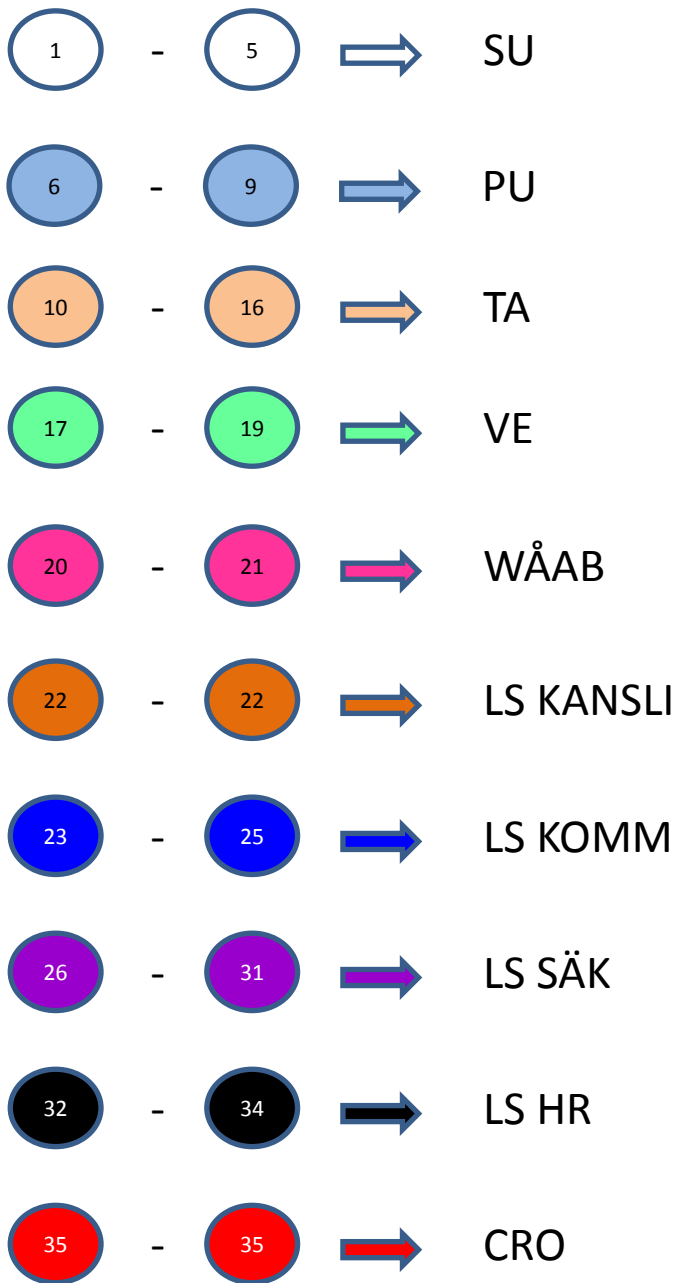 1 - 5 SU
6 - 9 PU
10 - 16 TA
17 - 19 VE
20 - 21 WÅAB
22 - 22 LS KANSLI
23 - 25 LS KOMM
26 - 31 LS SÄK
32 - 34 LS HR
35 - 35 CRO